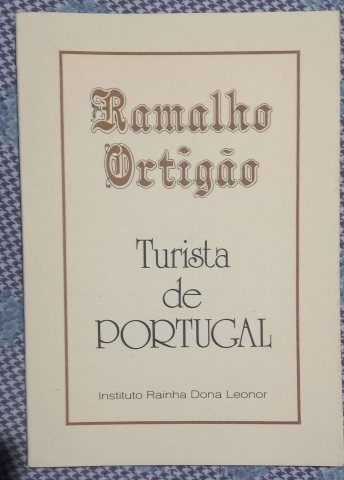 Ramalho
Ortigão
Turista
de
PORTUGAL
Instituto Rainha Dona Leonor